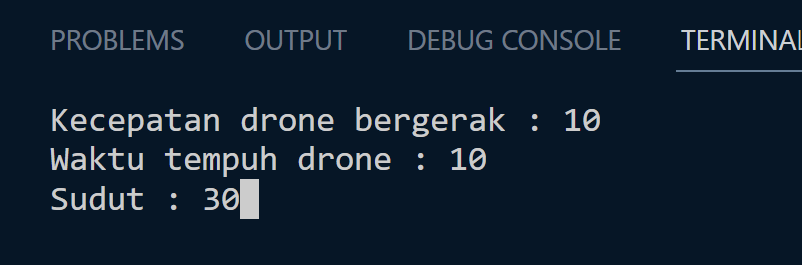 PROBLEMS OUTPUT DEBUG CONSOLE TERMINAL
Kecepatan drone bergerak : 10
Waktu tempuh drone : 10
Sudut : 30